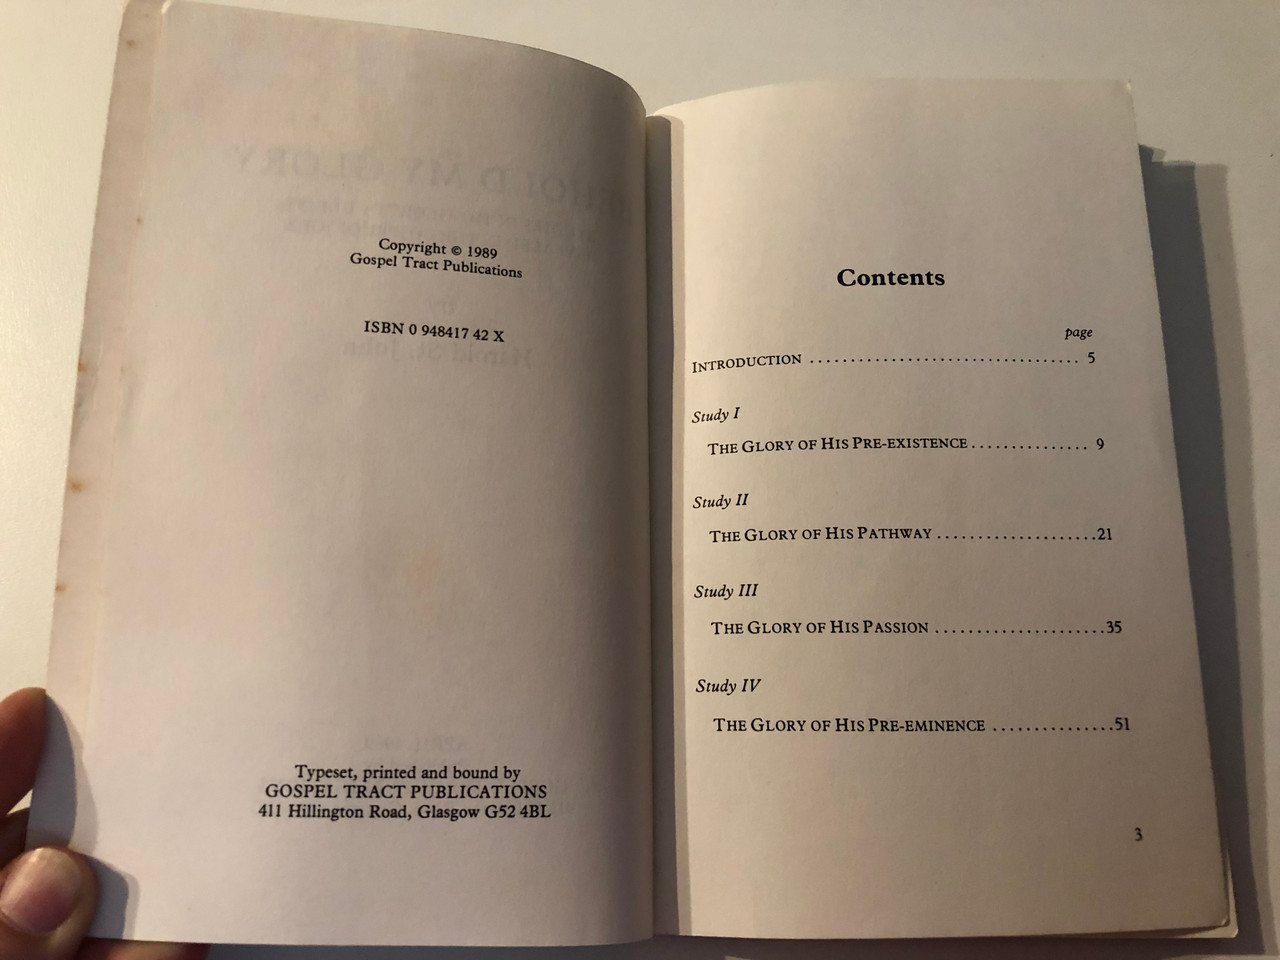 Copyright © 1989
Gospel Tract Publications
ISBN 0 948417 42 X
Typeset, printed and bound by
GOSPEL TRACT PUBLICATIONS
411 Hillington Road, Glasgow G52 4BL
Contents
page
INTRODUCTION .................................. 5
Study I
THE GLORY OF HIS PRE-EXISTENCE............... 9
Study II
THE GLORY OF HIS PATHWAY ....................21
Study III
THE GLORY OF HIS PASSION .....................35
Study IV
THE GLORY OF HIS PRE-EMINENCE ...............51
3